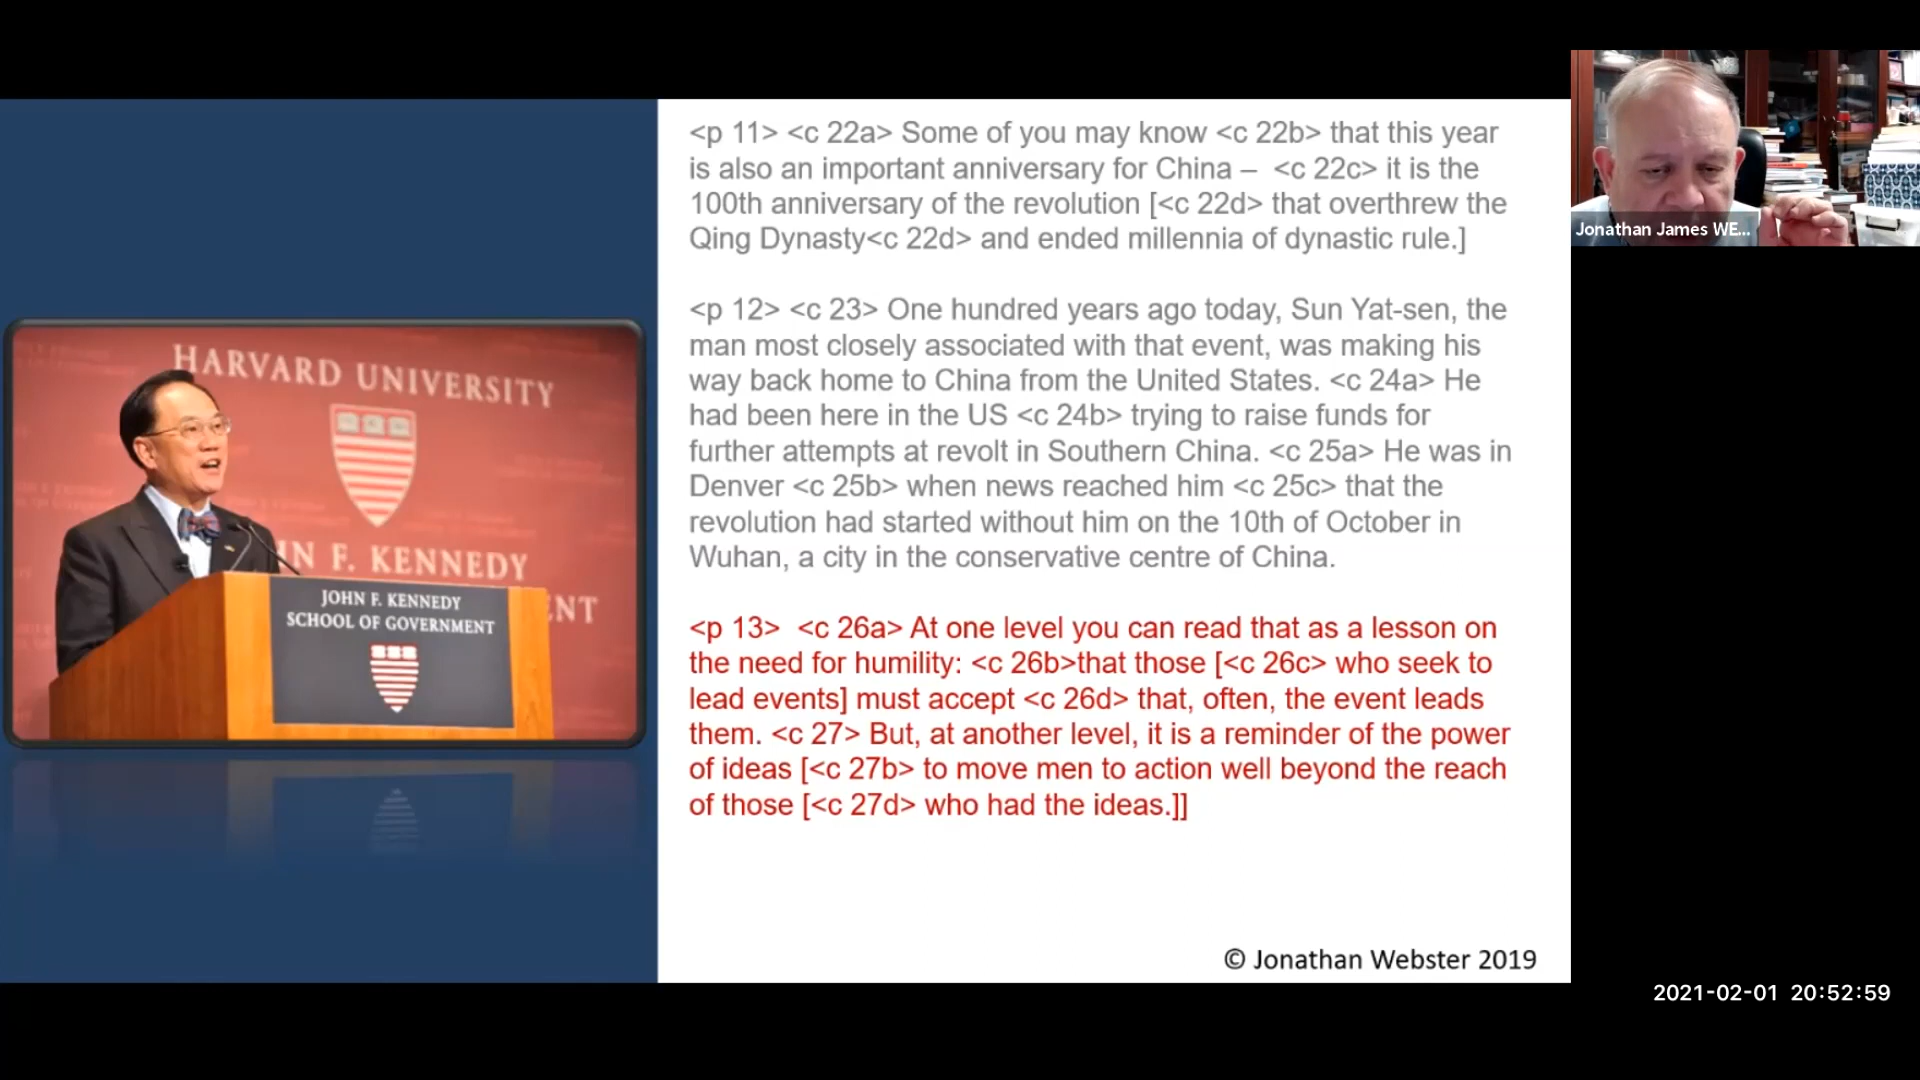 <p 11> <c 22a> Some of you may know <c 22b> that this year
is also an important anniversary for China –  <c 22c> it is the
100th anniversary of the revolution [<c 22d> that overthrew the
Qing Dynasty<c 22d> and ended millennia of dynastic rule.]
<p 12> <c 23> One hundred years ago today, Sun Yat-sen, the
man most closely associated with that event, was making his
way back home to China from the United States. <c 24a> He
had been here in the US <c 24b> trying to raise funds for
further attempts at revolt in Southern China. <c 25a> He was in
Denver <c 25b> when news reached him <c 25c> that the
revolution had started without him on the 10th of October in
Wuhan, a city in the conservative centre of China.
<p 13>  <c 26a> At one level you can read that as a lesson on
the need for humility: <c 26b>that those [<c 26c> who seek to
lead events] must accept <c 26d> that, often, the event leads
them. <c 27> But, at another level, it is a reminder of the power
of ideas [<c 27b> to move men to action well beyond the reach
of those [<c 27d> who had the ideas.]]
© Jonathan Webster 2019
HARVARD UNIVERSITY
N F. KENNEDY
ENT
JOHN F. KENNEDY
SCHOOL OF GOVERNMENT
Jonathan James WE...
2021-02-01 20:52:59